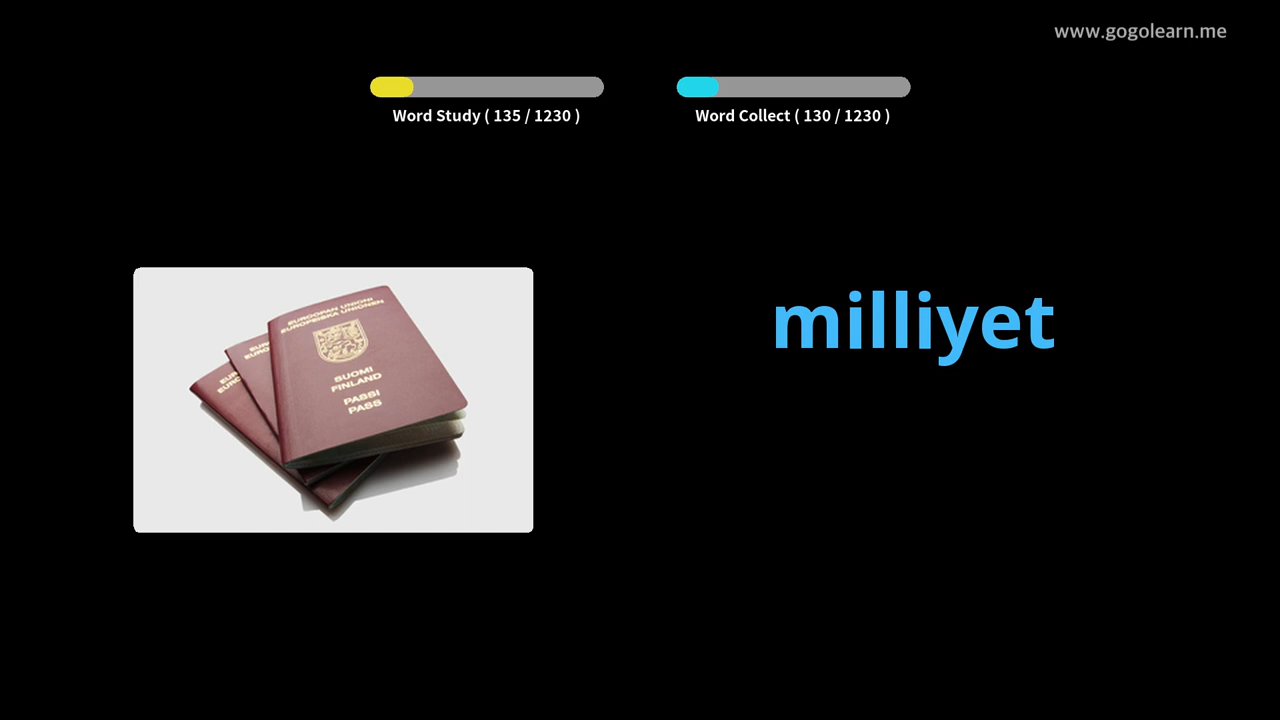 www.gogolearn.me
Word Study ( 135 / 1230 )
Word Collect ( 130 / 1230 )
milliyet
EUROOPAN UNIONI
EUROPEISKA UNIONEN
SUOMI
FINLAND
PASSI
PASS